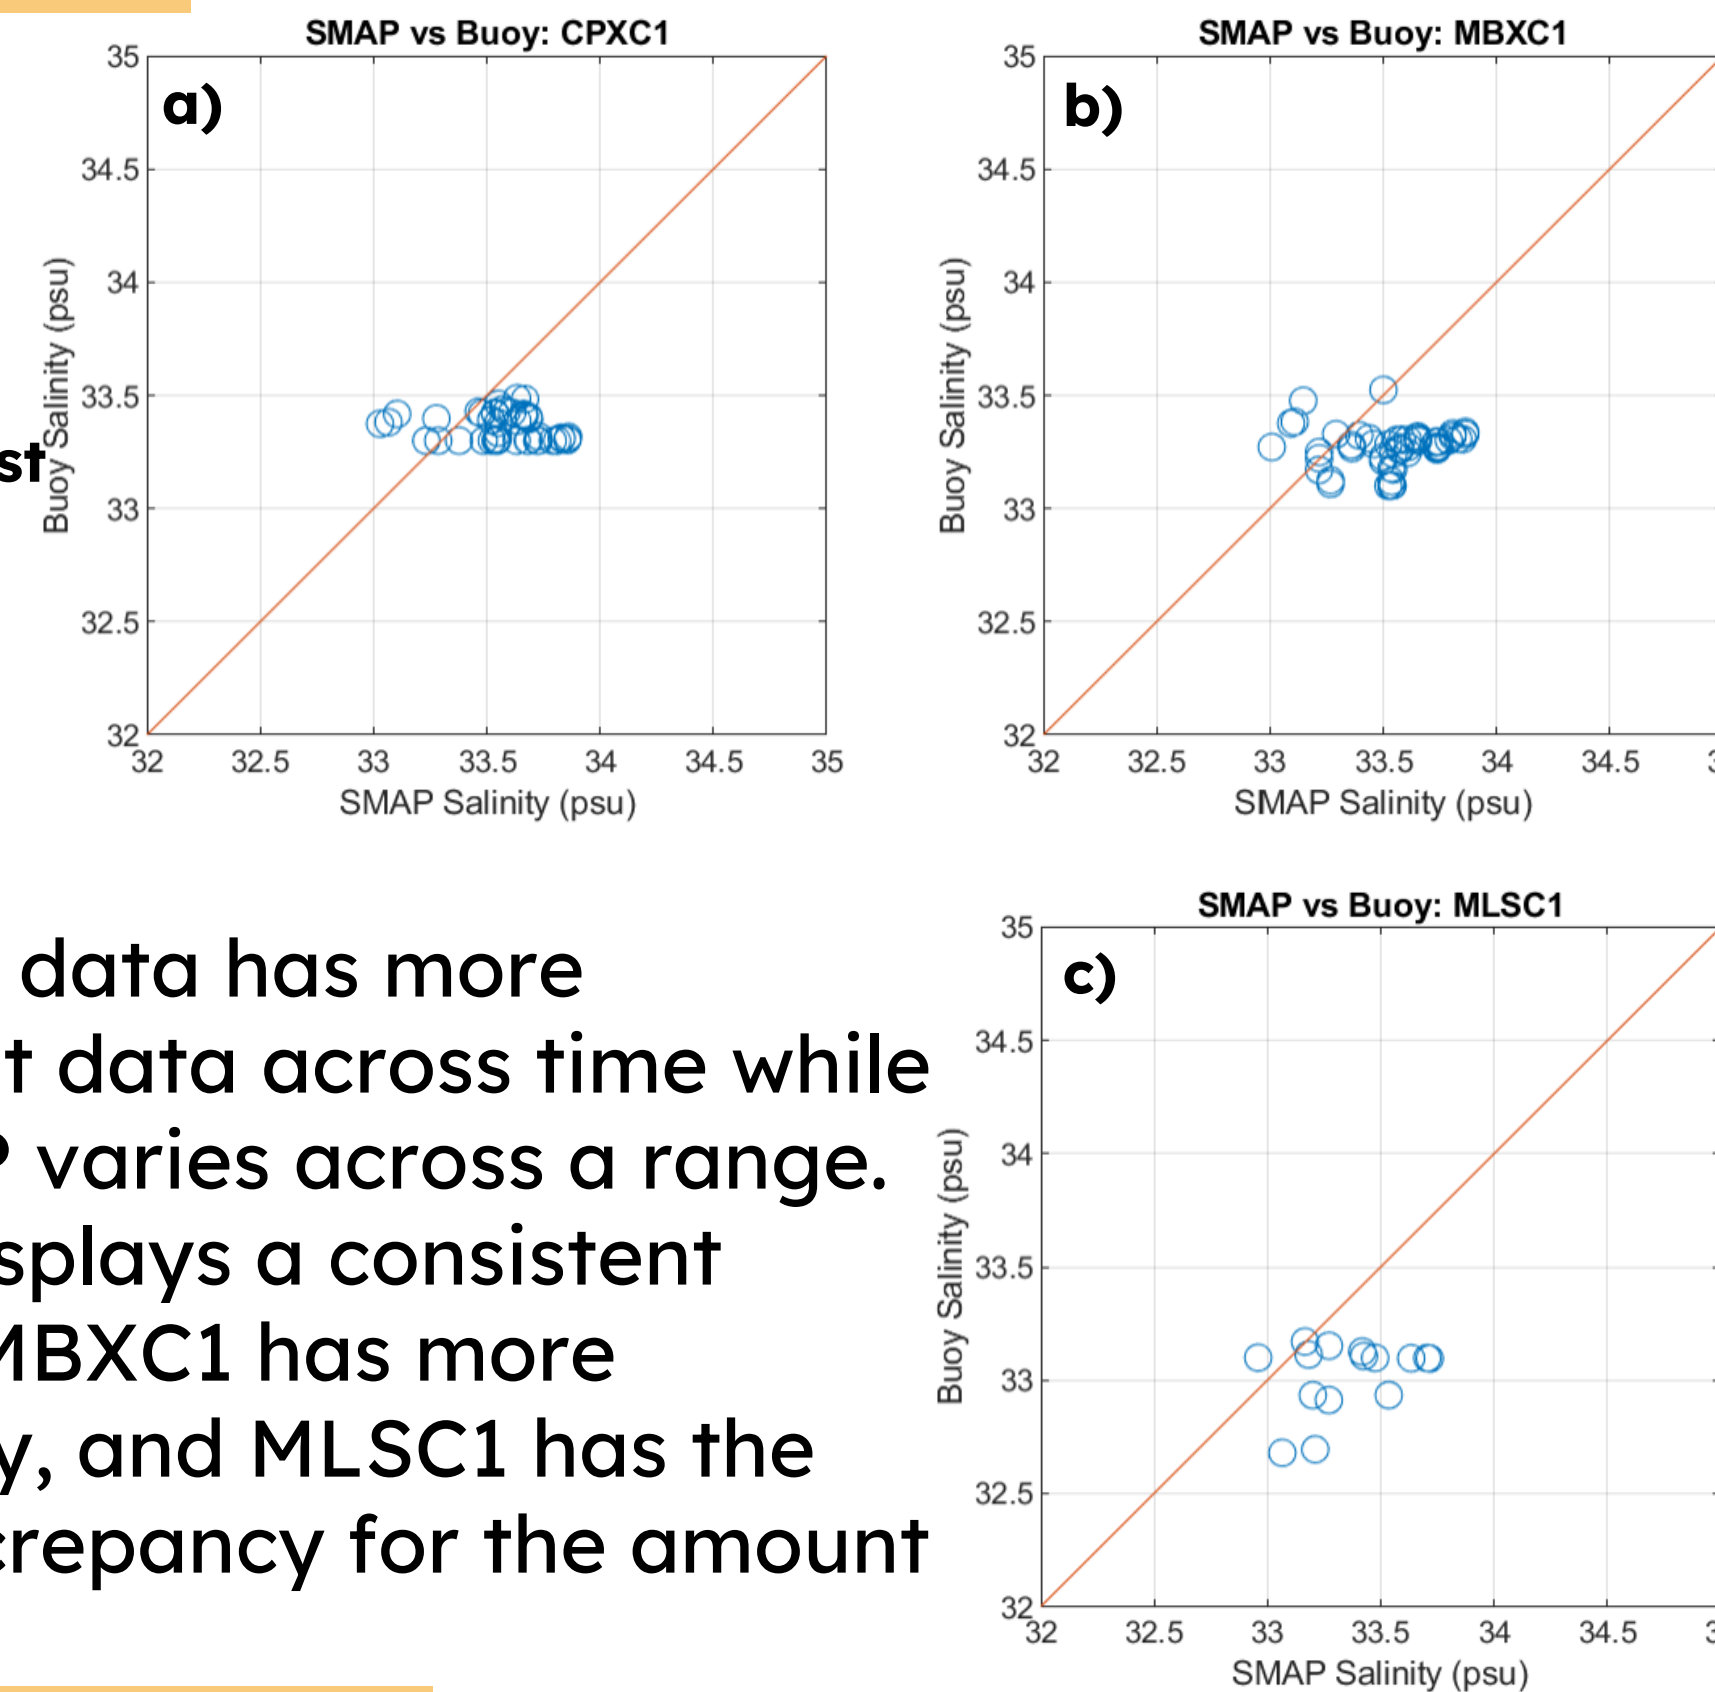 SMAP vs Buoy: CPXC1
a)
35
34.5
34
33.5
33
32.5
32
Buoy Salinity (psu)
32 32.5 33 33.5 34 34.5 35
SMAP Salinity (psu)
st
SMAP vs Buoy: MBXC1
b)
35
34.5
34
33.5
33
32.5
32
Buoy Salinity (psu)
32 32.5 33 33.5 34 34.5 3
SMAP Salinity (psu)
data has more
t data across time while
P varies across a range.
splays a consistent
MBXC1 has more
y, and MLSC1 has the
crepancy for the amount
SMAP vs Buoy: MLSC1
c)
35
34.5
34
33.5
33
32.5
32
Buoy Salinity (psu)
32 32.5 33 33.5 34 34.5 3
SMAP Salinity (psu)